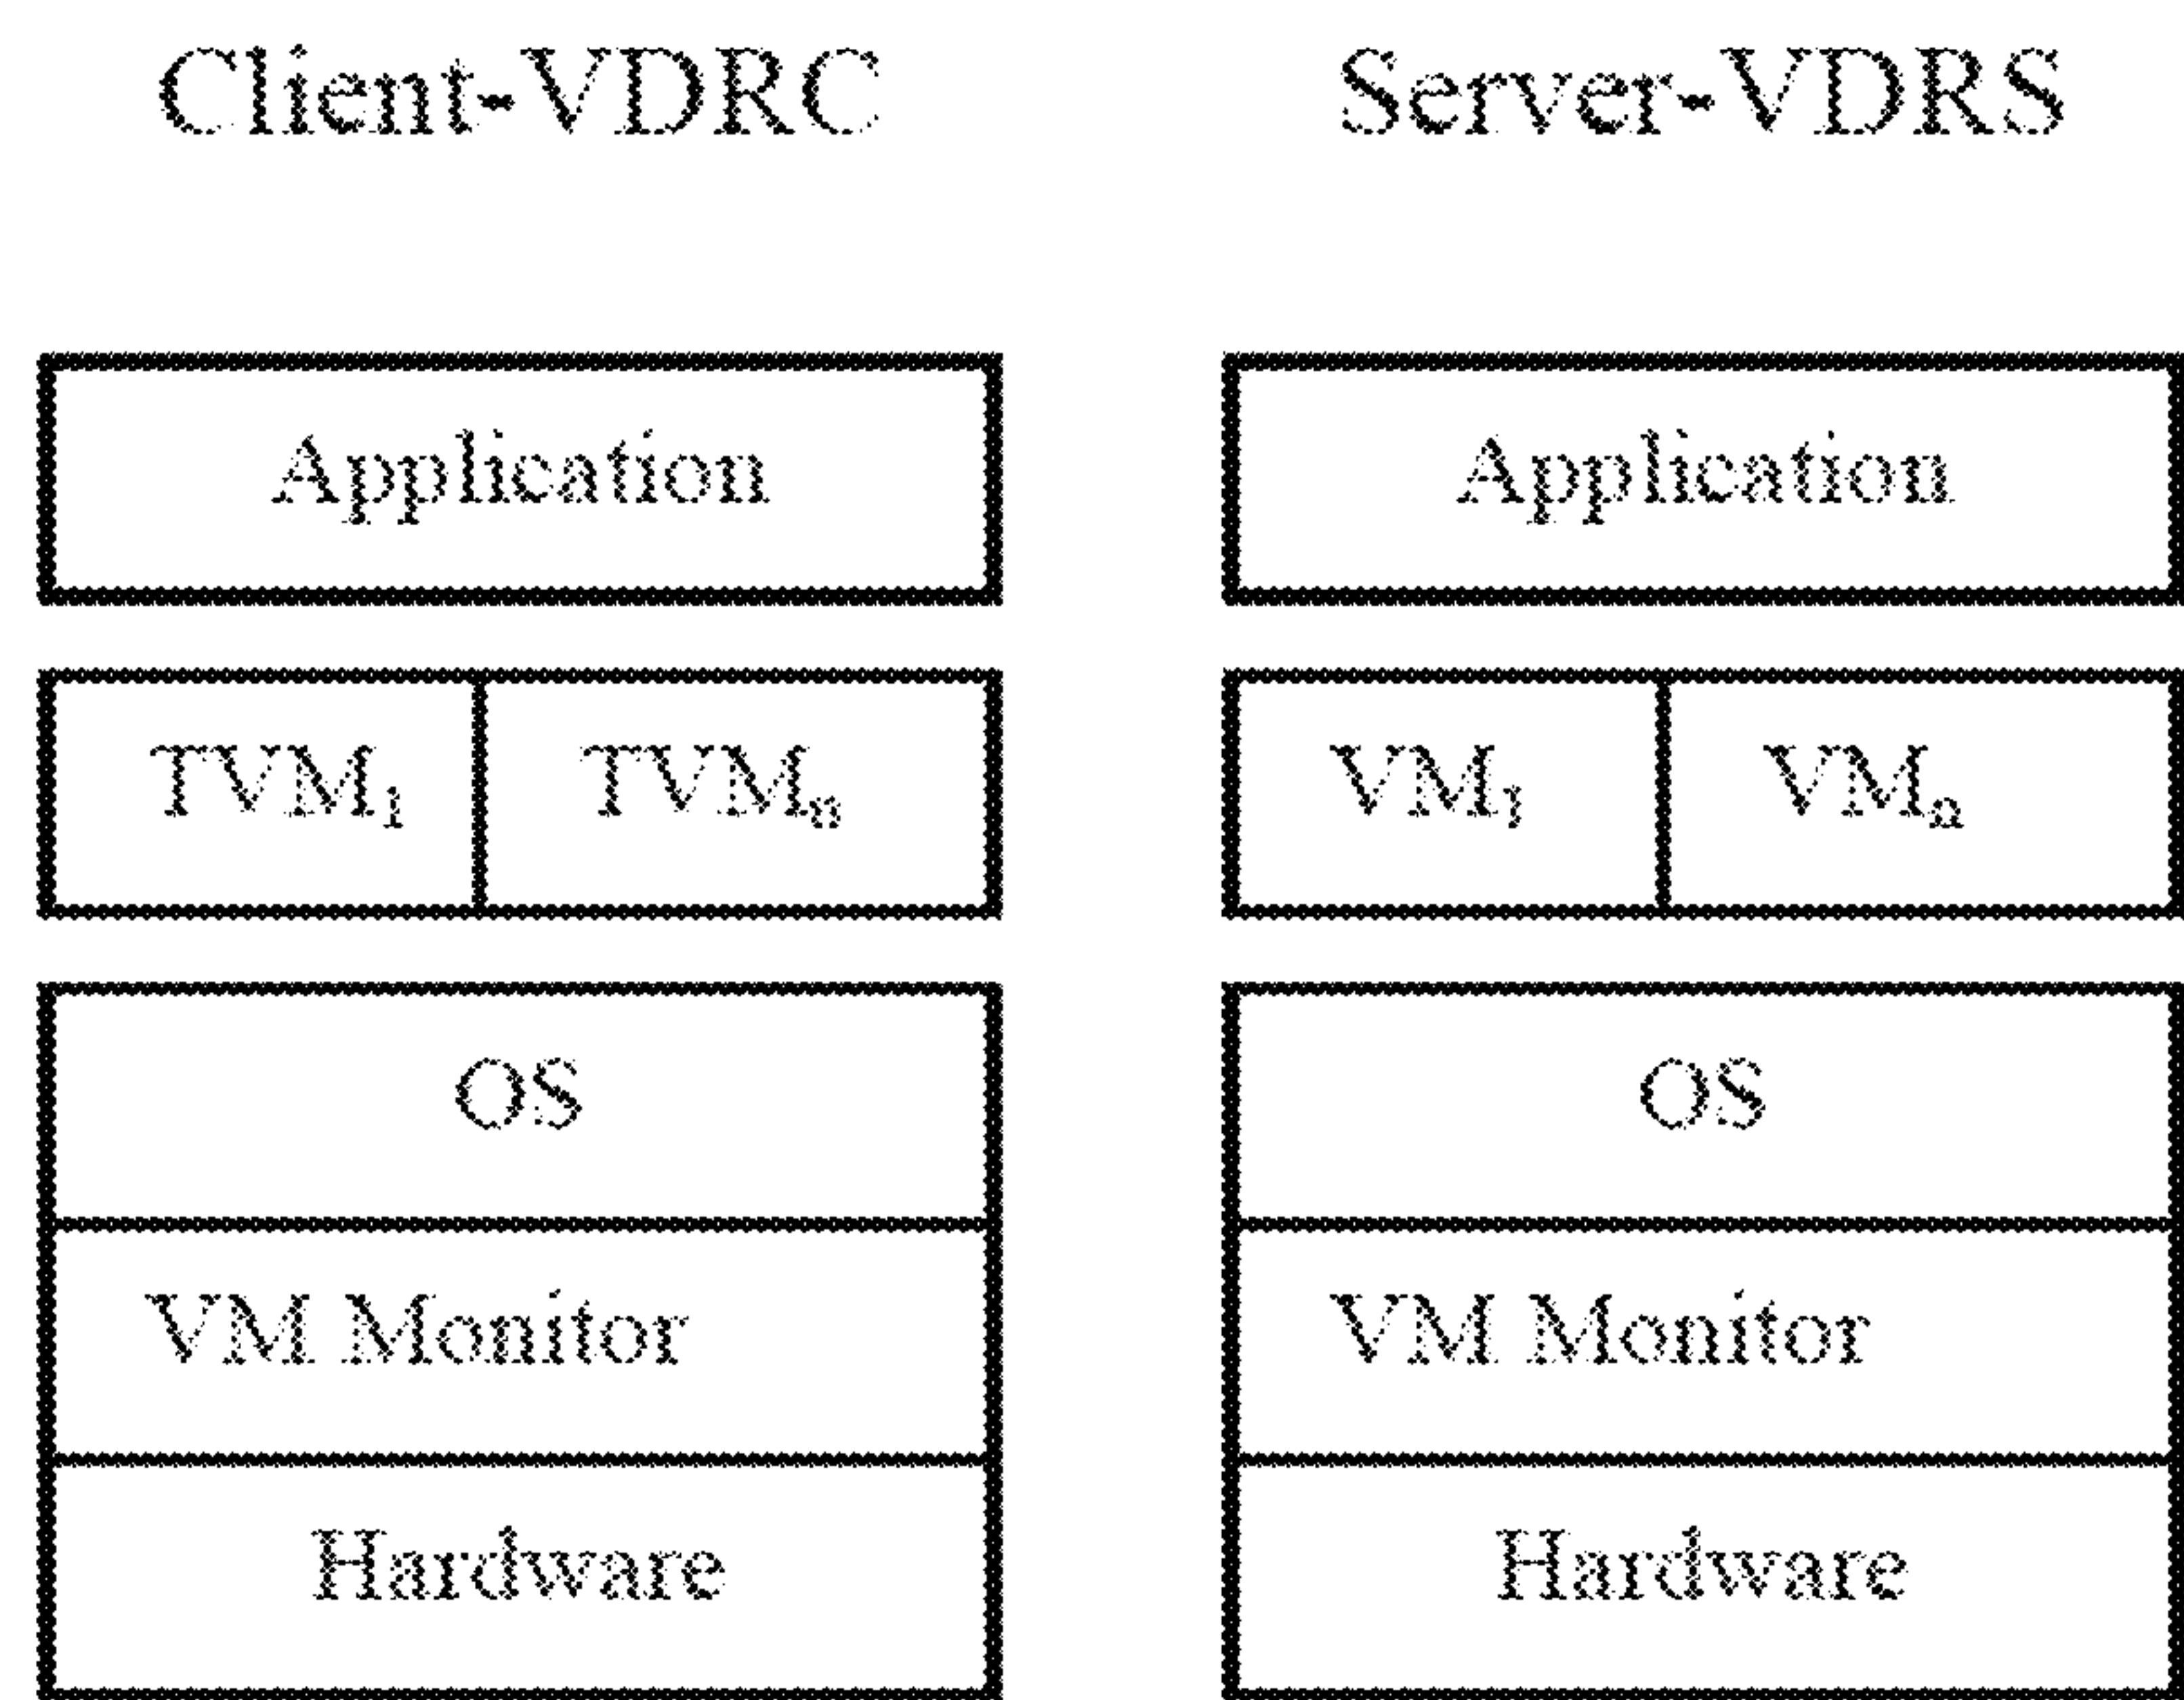 Client-VDRC
Server-VDRS
Application
Application
TVM₁ TVMₙ
VM₁ VMₙ
OS
OS
VM Monitor
VM Monitor
Hardware
Hardware